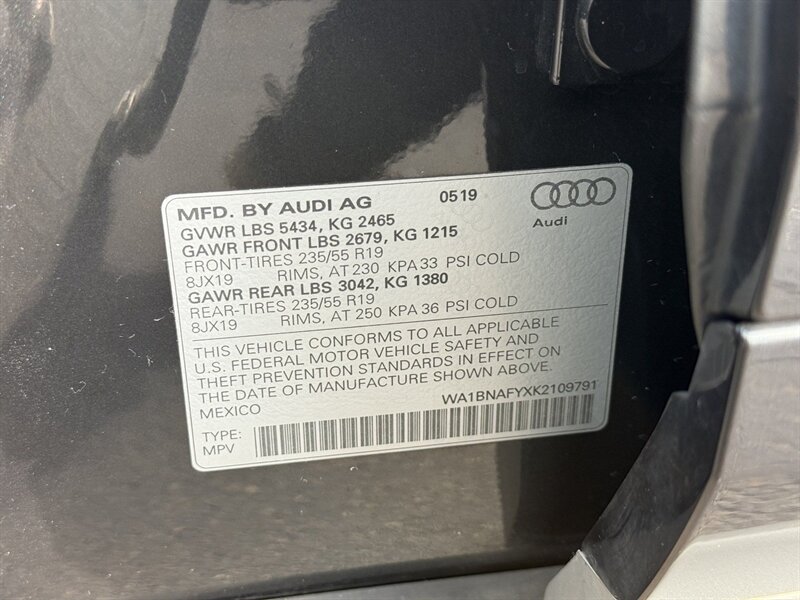 MFD. BY AUDI AG 0519
Audi
GVWR LBS 5434, KG 2465
GAWR FRONT LBS 2679, KG 1215
FRONT-TIRES 235/55 R19
8JX19 RIMS, AT 230 KPA 33 PSI COLD
GAWR REAR LBS 3042, KG 1380
REAR-TIRES 235/55 R19
8JX19 RIMS, AT 250 KPA 36 PSI COLD
THIS VEHICLE CONFORMS TO ALL APPLICABLE
U.S. FEDERAL MOTOR VEHICLE SAFETY AND
THEFT PREVENTION STANDARDS IN EFFECT ON
THE DATE OF MANUFACTURE SHOWN ABOVE.
MEXICO WA1BNAFYXK2109791
TYPE:
MPV